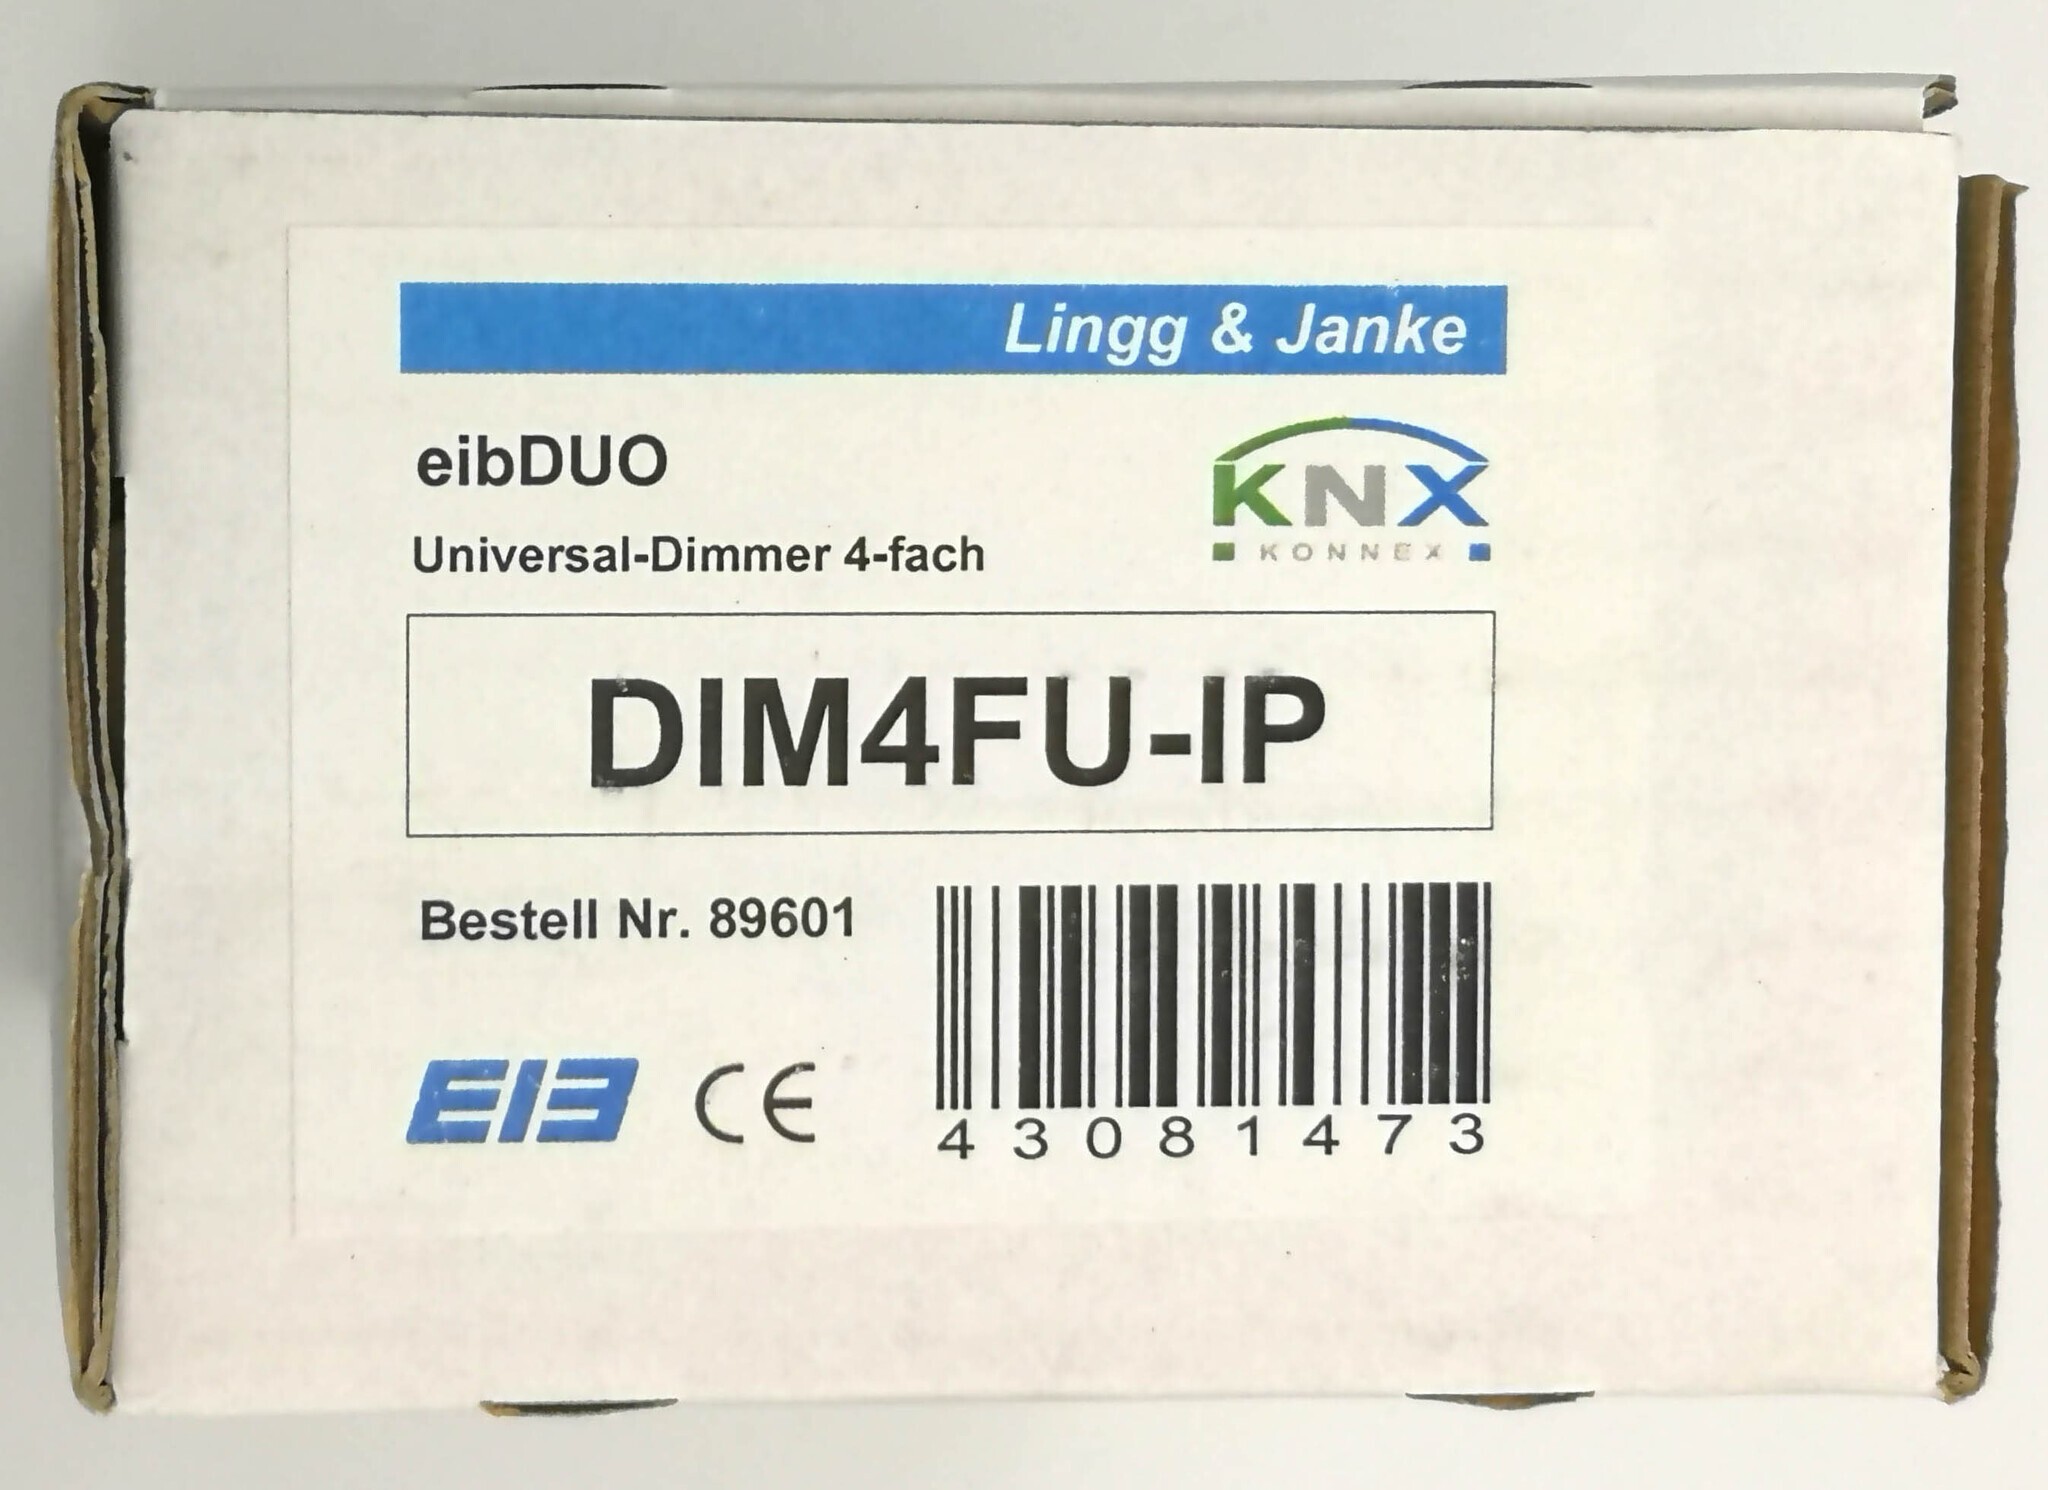 Lingg & Janke
eibDUO
KNX
KONNEX
Universal-Dimmer 4-fach
DIM4FU-IP
Bestell Nr. 89601
EIB CE
43081473